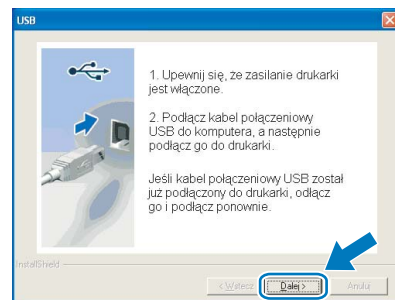 USB
1. Upewnij się, że zasilanie drukarki
jest włączone.
2. Podłącz kabel połączeniowy
USB do komputera, a następnie
podłącz go do drukarki.
Jeśli kabel połączeniowy USB został
już podłączony do drukarki, odłącz
go i podłącz ponownie.
InstallShield
< Wstecz Dalej > Anuluj